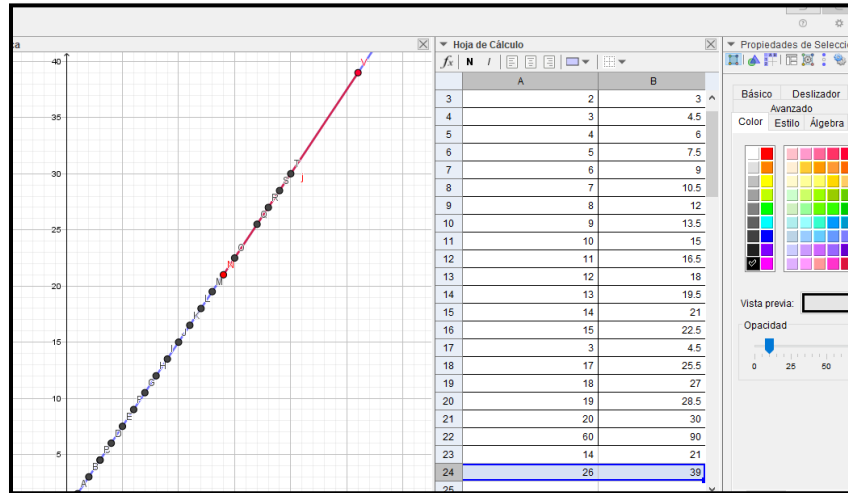 ca
Hoja de Cálculo
Propiedades de Selecció
fx N I
A B
3 2 3
4 3 4.5
5 4 6
6 5 7.5
7 6 9
8 7 10.5
9 8 12
10 9 13.5
11 10 15
12 11 16.5
13 12 18
14 13 19.5
15 14 21
16 15 22.5
17 3 4.5
18 17 25.5
19 18 27
20 19 28.5
21 20 30
22 60 90
23 14 21
24 26 39
25
40
35
30
25
20
15
10
5
V
T
J
S
R
Q
O
N
M
L
K
J
I
H
G
F
E
D
B
A
Básico Deslizador
Avanzado
Color Estilo Álgebra
Vista previa:
Opacidad
0 25 50